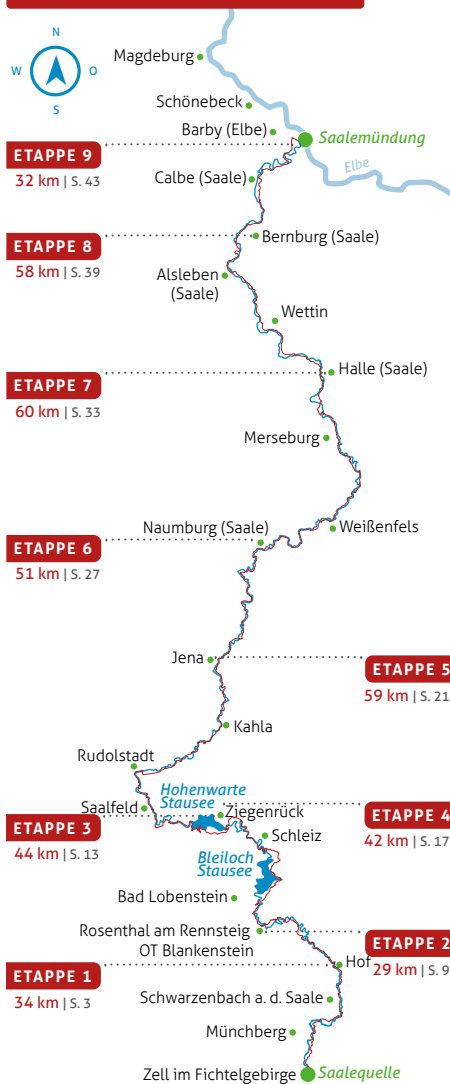 N
W
O
S
Magdeburg
Schönebeck
Barby (Elbe)
Saalemündung
Elbe
ETAPPE 9
32 km | S. 43
Calbe (Saale)
ETAPPE 8
58 km | S. 39
Bernburg (Saale)
Alsleben
(Saale)
Wettin
ETAPPE 7
60 km | S. 33
Halle (Saale)
Merseburg
Naumburg (Saale)
Weißenfels
ETAPPE 6
51 km | S. 27
Jena
ETAPPE 5
59 km | S. 21
Kahla
Rudolstadt
Hohenwarte
Stausee
Saalfeld
Ziegenrück
ETAPPE 3
44 km | S. 13
ETAPPE 4
42 km | S. 17
Schleiz
Bleiloch
Stausee
Bad Lobenstein
Rosenthal am Rennsteig
OT Blankenstein
ETAPPE 2
29 km | S. 9
Hof
ETAPPE 1
34 km | S. 3
Schwarzenbach a. d. Saale
Münchberg
Zell im Fichtelgebirge
Saalequelle